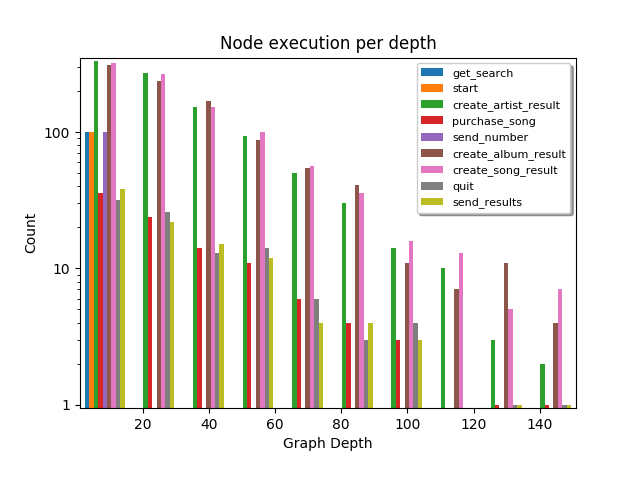 Node execution per depth
get_search
start
create_artist_result
purchase_song
send_number
create_album_result
create_song_result
quit
send_results
Count
100
10
1
20 40 60 80 100 120 140
Graph Depth